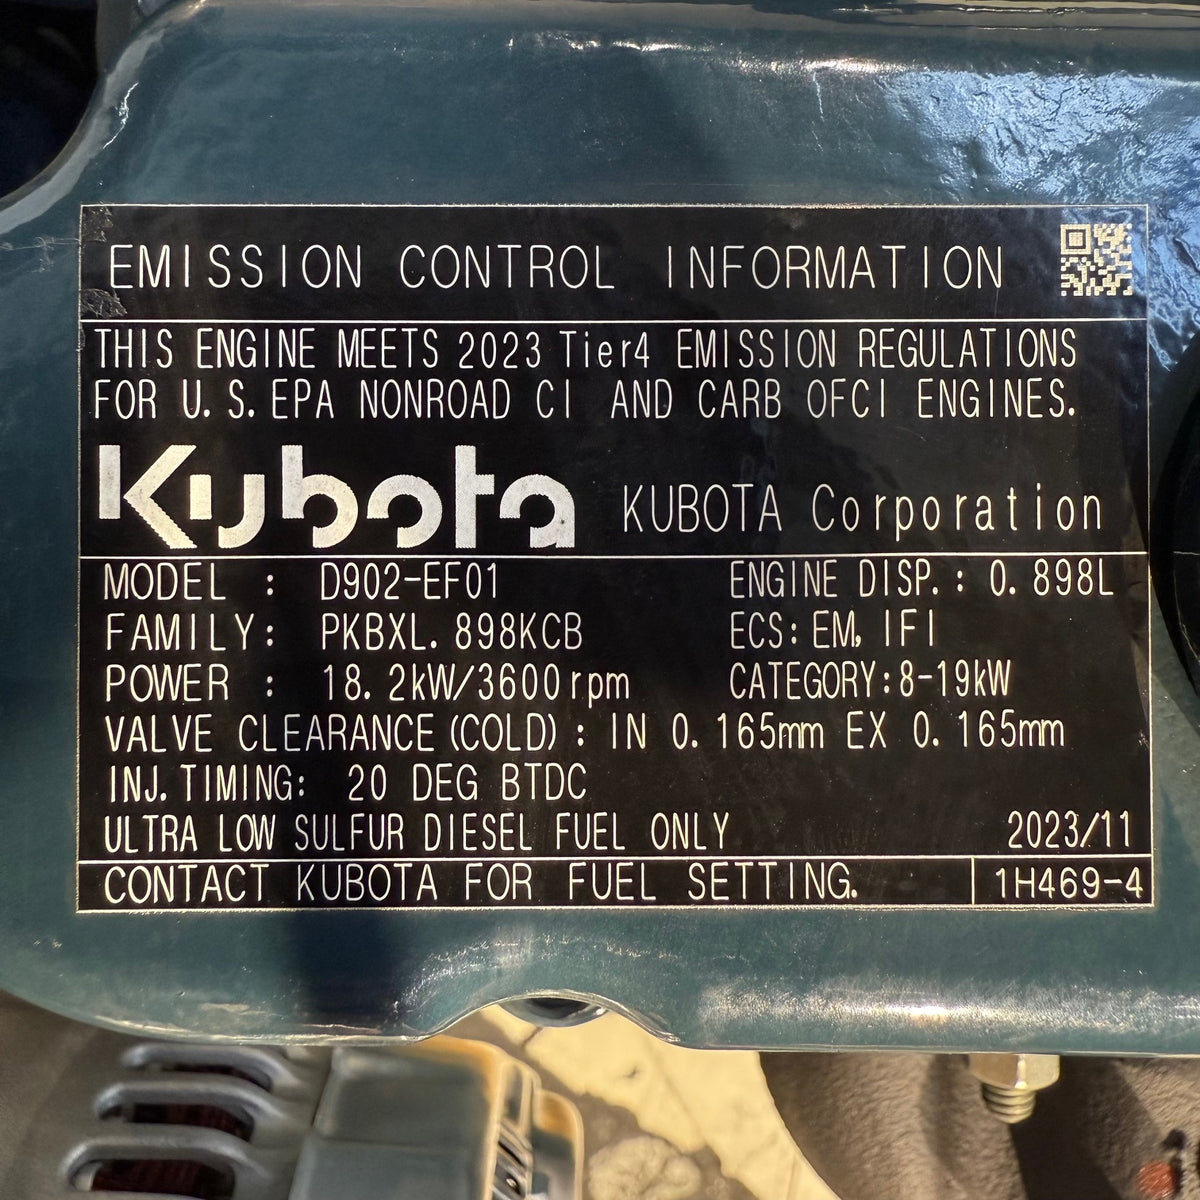 EMISSION CONTROL INFORMATION
THIS ENGINE MEETS 2023 Tier4 EMISSION REGULATIONS
FOR U.S. EPA NONROAD CI AND CARB OFCI ENGINES.
Kubota KUBOTA Corporation
MODEL : D902-EF01 ENGINE DISP.: 0.898L
FAMILY: PKBXL.898KCB ECS: EM, IFI
POWER : 18.2kW/3600rpm CATEGORY:8-19kW
VALVE CLEARANCE (COLD) : IN 0.165mm EX 0.165mm
INJ. TIMING: 20 DEG BTDC
ULTRA LOW SULFUR DIESEL FUEL ONLY 2023/11
CONTACT KUBOTA FOR FUEL SETTING. 1H469-4